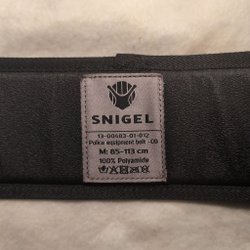 SNIGEL
13-00483-01-012
Police equipment belt -09
M: 85-113 cm
100% Polyamide